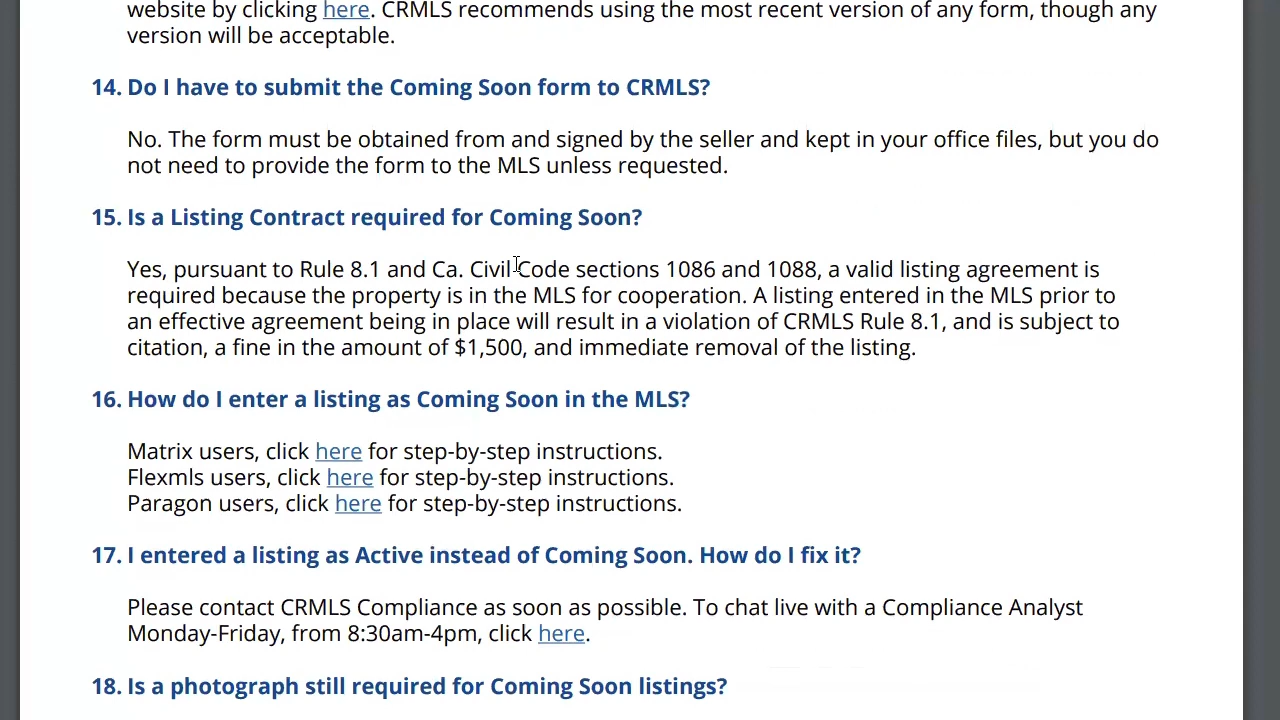 website by clicking here. CRMLS recommends using the most recent version of any form, though any
version will be acceptable.
14. Do I have to submit the Coming Soon form to CRMLS?
No. The form must be obtained from and signed by the seller and kept in your office files, but you do
not need to provide the form to the MLS unless requested.
15. Is a Listing Contract required for Coming Soon?
Yes, pursuant to Rule 8.1 and Ca. Civil Code sections 1086 and 1088, a valid listing agreement is
required because the property is in the MLS for cooperation. A listing entered in the MLS prior to
an effective agreement being in place will result in a violation of CRMLS Rule 8.1, and is subject to
citation, a fine in the amount of $1,500, and immediate removal of the listing.
16. How do I enter a listing as Coming Soon in the MLS?
Matrix users, click here for step-by-step instructions.
Flexmls users, click here for step-by-step instructions.
Paragon users, click here for step-by-step instructions.
17. I entered a listing as Active instead of Coming Soon. How do I fix it?
Please contact CRMLS Compliance as soon as possible. To chat live with a Compliance Analyst
Monday-Friday, from 8:30am-4pm, click here.
18. Is a photograph still required for Coming Soon listings?